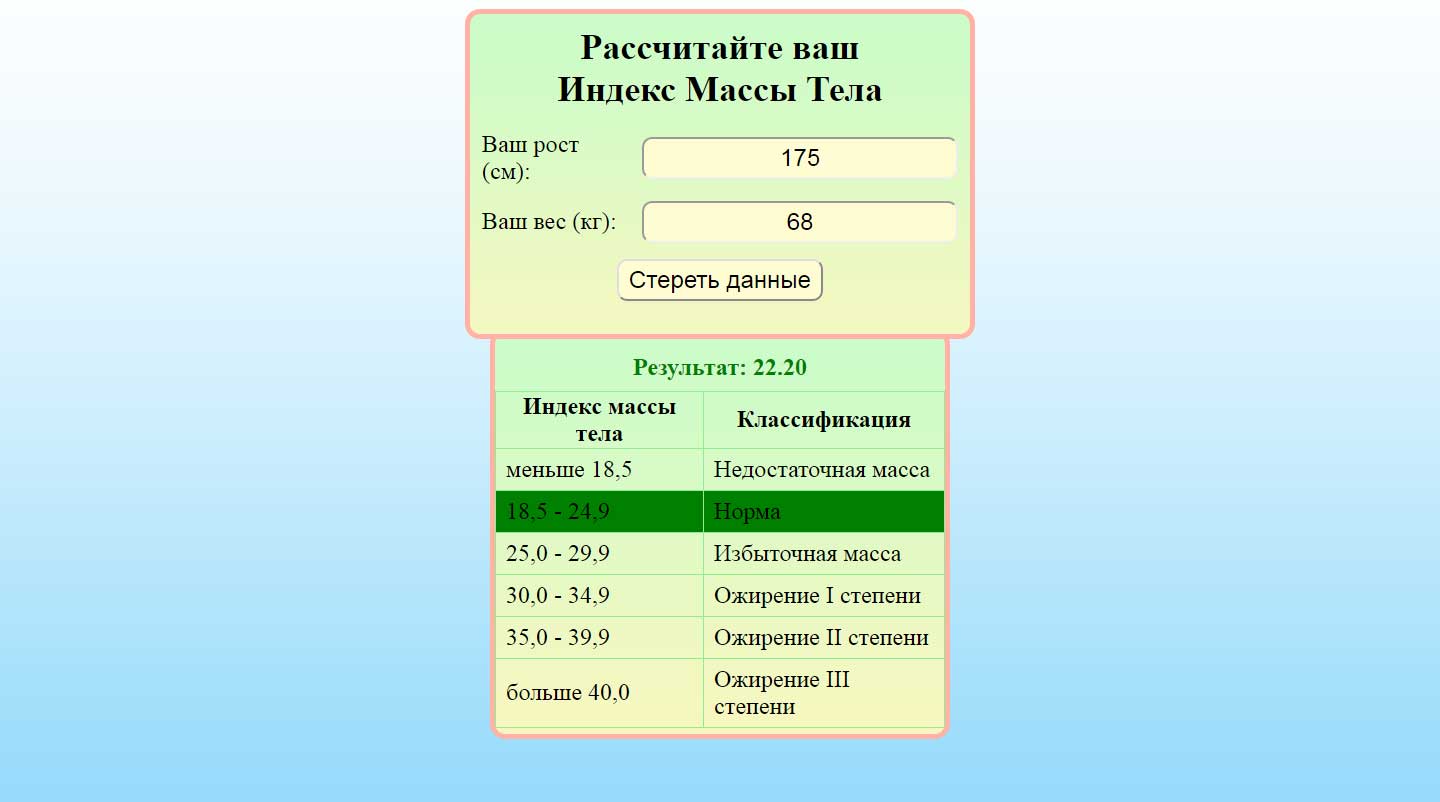 Рассчитайте ваш
Индекс Массы Тела
Ваш рост
(см):
175
Ваш вес (кг):
68
Стереть данные
Результат: 22.20
Индекс массы
тела
Классификация
меньше 18,5
Недостаточная масса
18,5 - 24,9
Норма
25,0 - 29,9
Избыточная масса
30,0 - 34,9
Ожирение I степени
35,0 - 39,9
Ожирение II степени
больше 40,0
Ожирение III
степени